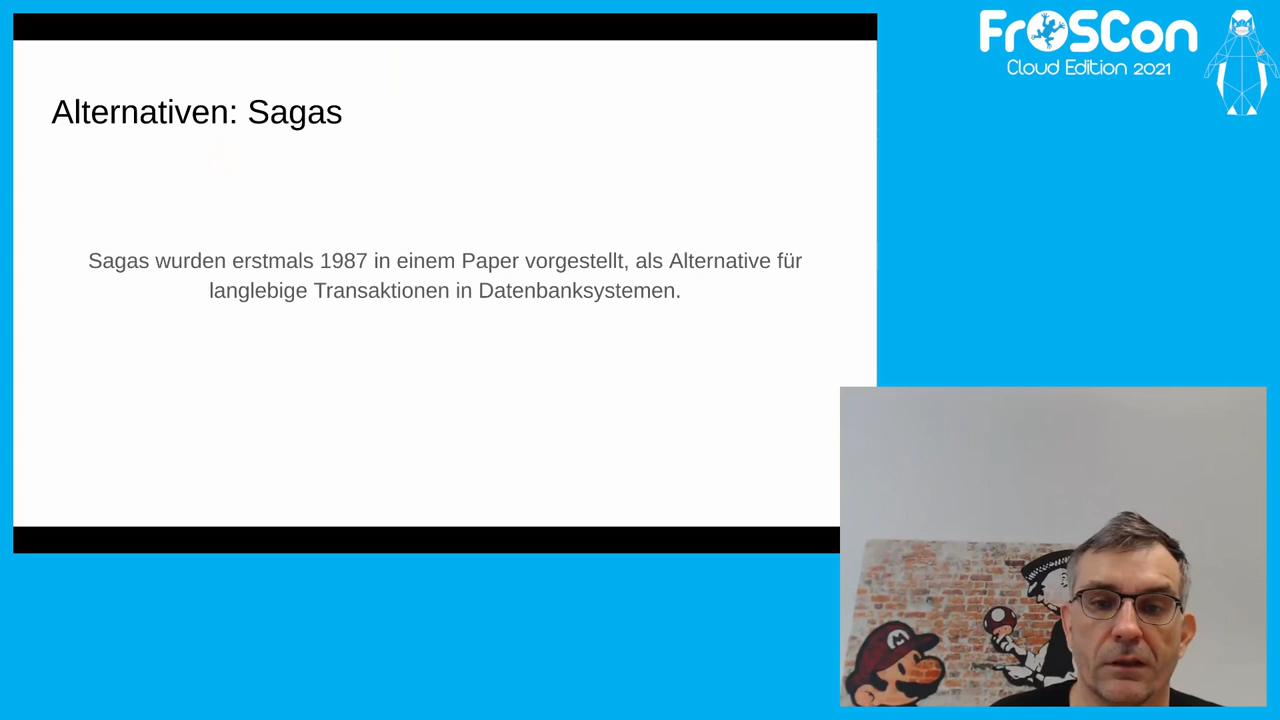 FrOSCon
Cloud Edition 2021
Alternativen: Sagas
Sagas wurden erstmals 1987 in einem Paper vorgestellt, als Alternative für
langlebige Transaktionen in Datenbanksystemen.
M